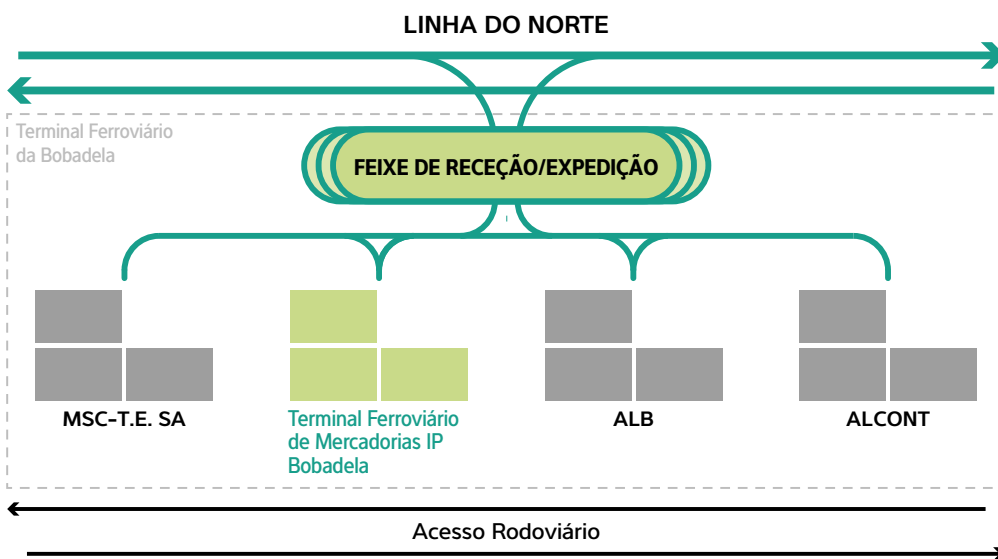 LINHA DO NORTE
Terminal Ferroviário
da Bobadela
FEIXE DE RECEÇÃO/EXPEDIÇÃO
MSC-T.E. SA
Terminal Ferroviário
de Mercadorias IP
Bobadela
ALB
ALCONT
Acesso Rodoviário